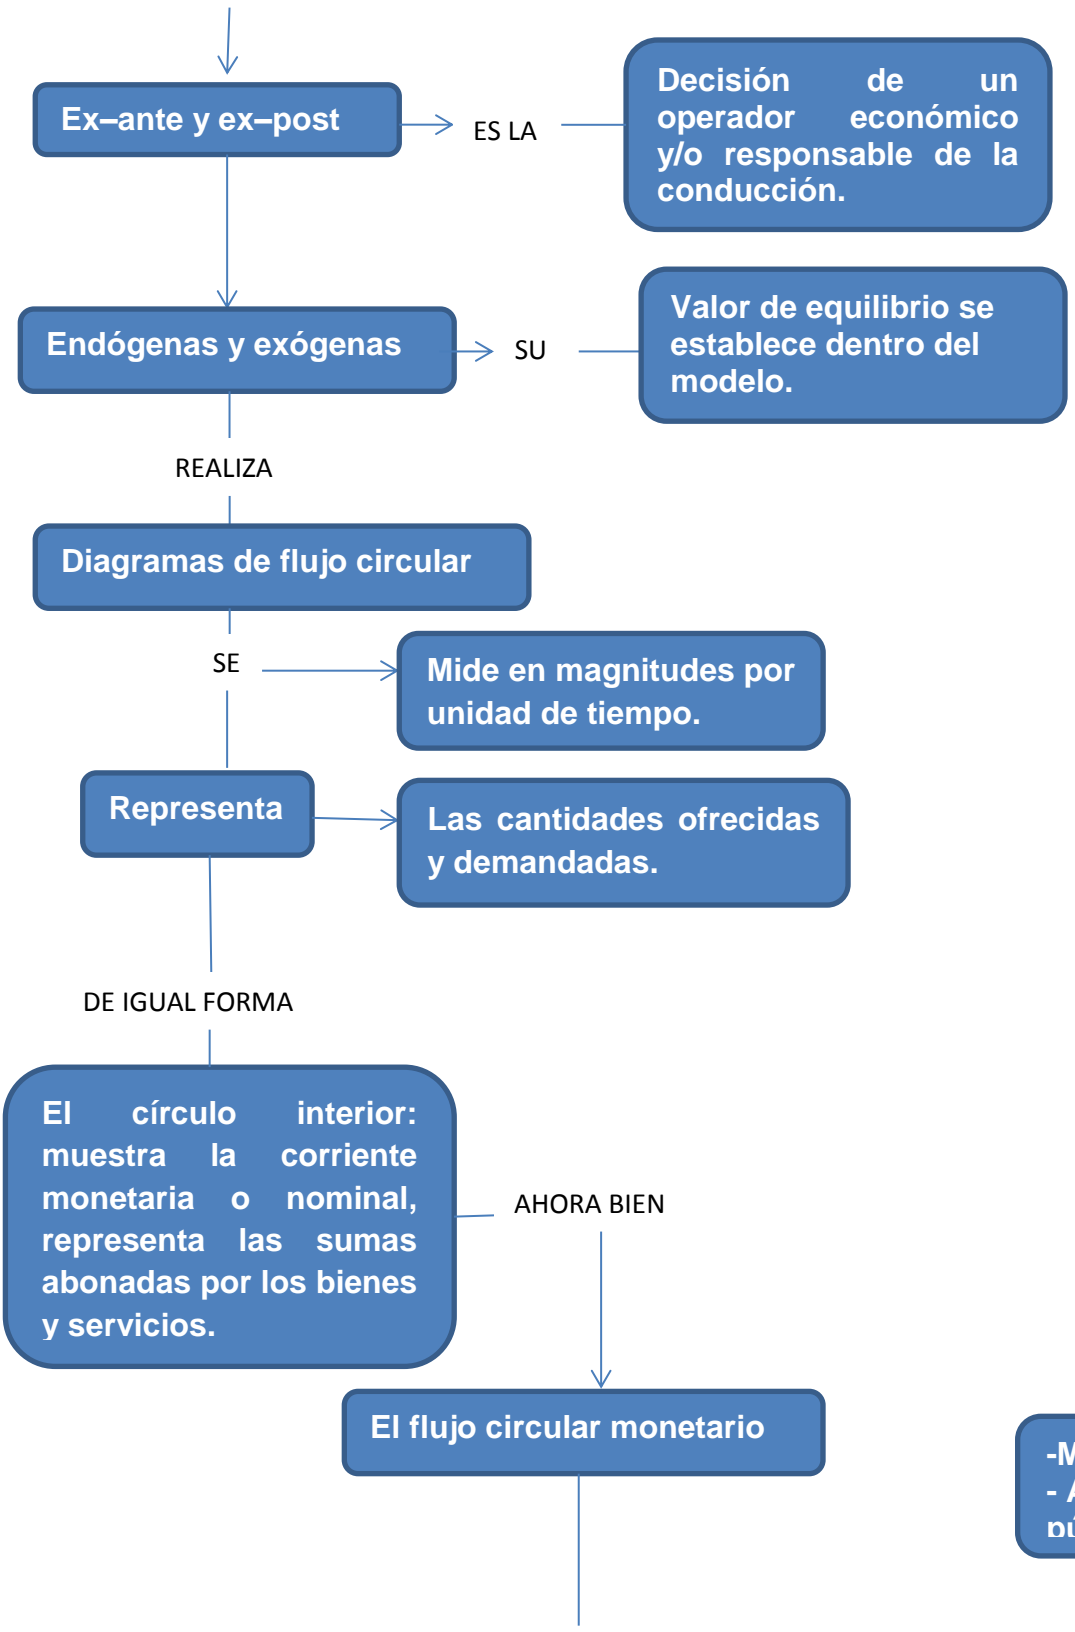 Ex–ante y ex–post
ES LA
Decisión de un
operador económico
y/o responsable de la
conducción.
Endógenas y exógenas
SU
Valor de equilibrio se
establece dentro del
modelo.
REALIZA
Diagramas de flujo circular
SE
Mide en magnitudes por
unidad de tiempo.
Representa
Las cantidades ofrecidas
y demandadas.
DE IGUAL FORMA
El círculo interior:
muestra la corriente
monetaria o nominal,
representa las sumas
abonadas por los bienes
y servicios.
AHORA BIEN
El flujo circular monetario